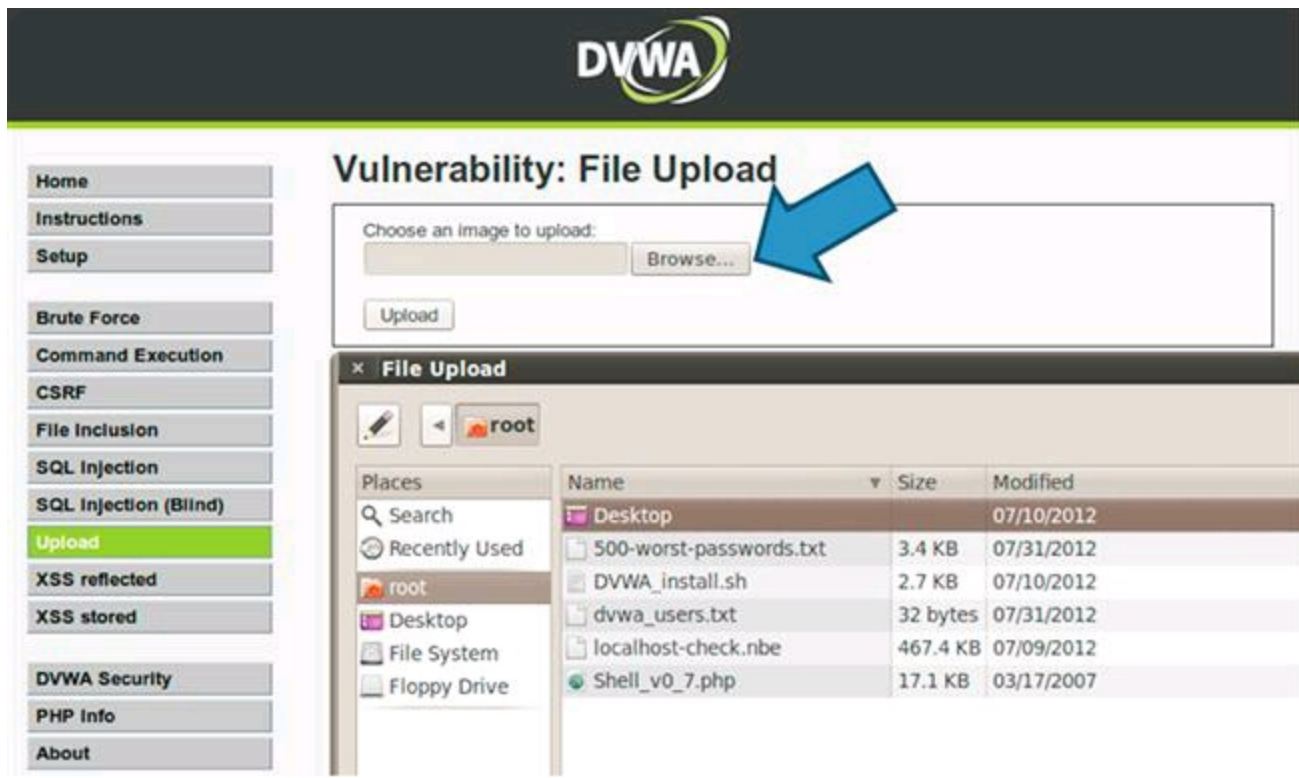 DVWA
Home
Instructions
Setup
Brute Force
Command Execution
CSRF
File Inclusion
SQL Injection
SQL Injection (Blind)
Upload
XSS reflected
XSS stored
DVWA Security
PHP Info
About
Vulnerability: File Upload
Choose an image to upload:
Browse...
Upload
× File Upload
root
Places
Search
Recently Used
root
Desktop
File System
Floppy Drive
Name Size Modified
Desktop 07/10/2012
500-worst-passwords.txt 3.4 KB 07/31/2012
DVWA_install.sh 2.7 KB 07/10/2012
dvwa_users.txt 32 bytes 07/31/2012
localhost-check.nbe 467.4 KB 07/09/2012
Shell_v0_7.php 17.1 KB 03/17/2007